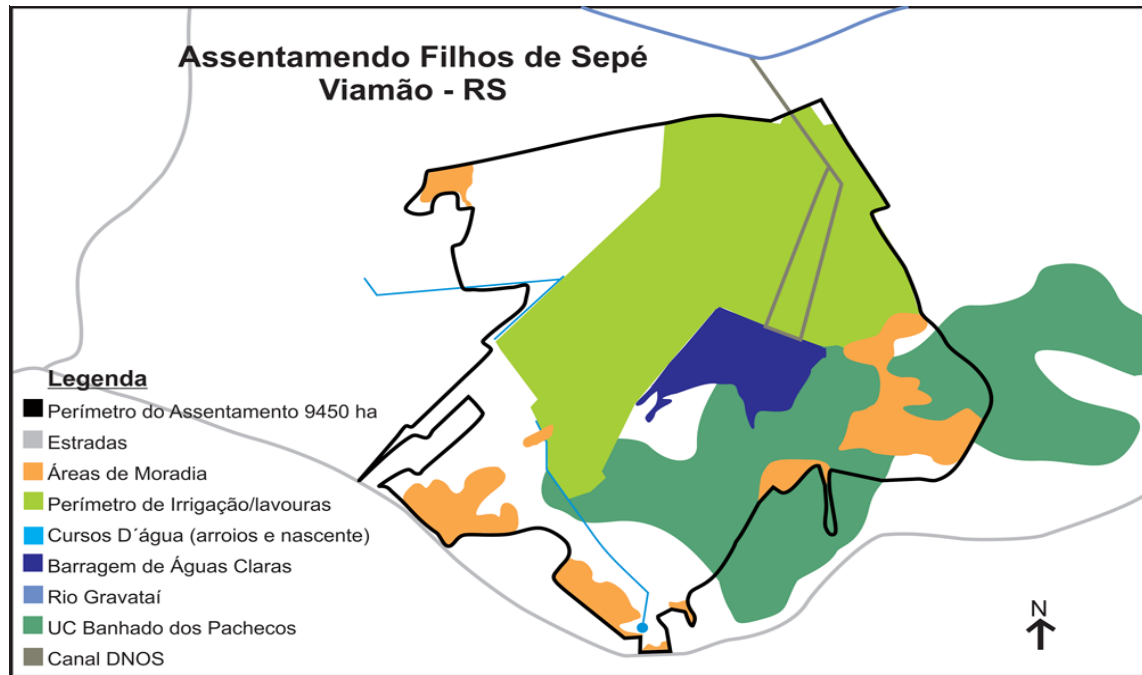 Assentamendo Filhos de Sepé
Viamão - RS
Legenda
Perímetro do Assentamento 9450 ha
Estradas
Áreas de Moradia
Perímetro de Irrigação/lavouras
Cursos D´água (arroios e nascente)
Barragem de Águas Claras
Rio Gravataí
UC Banhado dos Pachecos
Canal DNOS
N